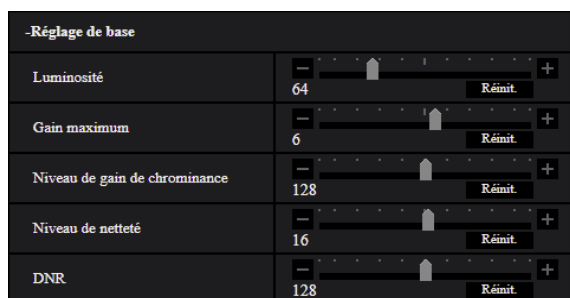 -Réglage de base
Luminosité
64 Réinit.
Gain maximum
6 Réinit.
Niveau de gain de chrominance
128 Réinit.
Niveau de netteté
16 Réinit.
DNR
128 Réinit.